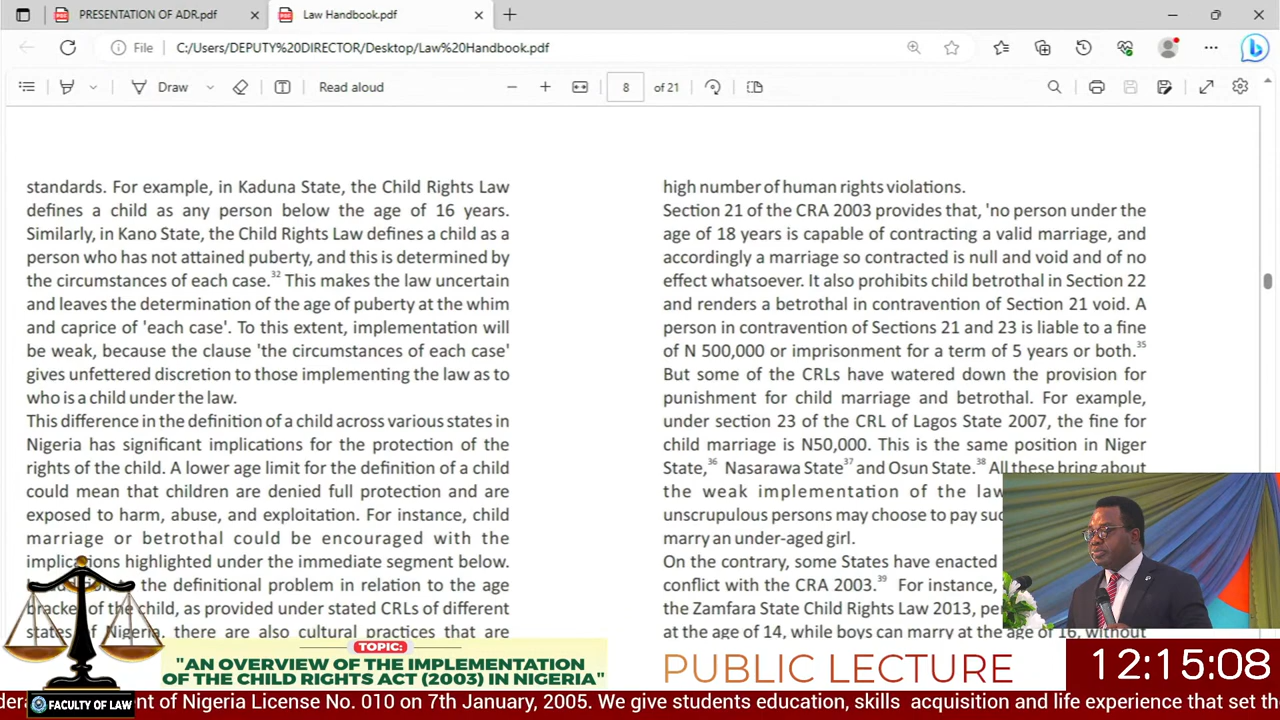 PRESENTATION OF ADR.pdf
Law Handbook.pdf
File
C:/Users/DEPUTY%20DIRECTOR/Desktop/Law%20Handbook.pdf
Draw
Read aloud
8 of 21
standards. For example, in Kaduna State, the Child Rights Law
defines a child as any person below the age of 16 years.
Similarly, in Kano State, the Child Rights Law defines a child as a
person who has not attained puberty, and this is determined by
the circumstances of each case.32 This makes the law uncertain
and leaves the determination of the age of puberty at the whim
and caprice of 'each case'. To this extent, implementation will
be weak, because the clause 'the circumstances of each case'
gives unfettered discretion to those implementing the law as to
who is a child under the law.
This difference in the definition of a child across various states in
Nigeria has significant implications for the protection of the
rights of the child. A lower age limit for the definition of a child
could mean that children are denied full protection and are
exposed to harm, abuse, and exploitation. For instance, child
marriage or betrothal could be encouraged with the
implications highlighted under the immediate segment below.
the definitional problem in relation to the age
bracket of the child, as provided under stated CRLs of different
states of Nigeria, there are also cultural practices that are
high number of human rights violations.
Section 21 of the CRA 2003 provides that, 'no person under the
age of 18 years is capable of contracting a valid marriage, and
accordingly a marriage so contracted is null and void and of no
effect whatsoever. It also prohibits child betrothal in Section 22
and renders a betrothal in contravention of Section 21 void. A
person in contravention of Sections 21 and 23 is liable to a fine
of N 500,000 or imprisonment for a term of 5 years or both.35
But some of the CRLs have watered down the provision for
punishment for child marriage and betrothal. For example,
under section 23 of the CRL of Lagos State 2007, the fine for
child marriage is N50,000. This is the same position in Niger
State,36 Nasarawa State37 and Osun State.38 All these bring about
the weak implementation of the law
unscrupulous persons may choose to pay
marry an under-aged girl.
On the contrary, some States have enacted
conflict with the CRA 2003.39 For instance,
the Zamfara State Child Rights Law 2013,
at the age of 14, while boys can marry at the age of 16, without
TOPIC:
"AN OVERVIEW OF THE IMPLEMENTATION
OF THE CHILD RIGHTS ACT (2003) IN NIGERIA"
PUBLIC LECTURE
12:15:08
FACULTY OF LAW
of Nigeria License No. 010 on 7th January, 2005. We give students education, skills acquisition and life experience that set